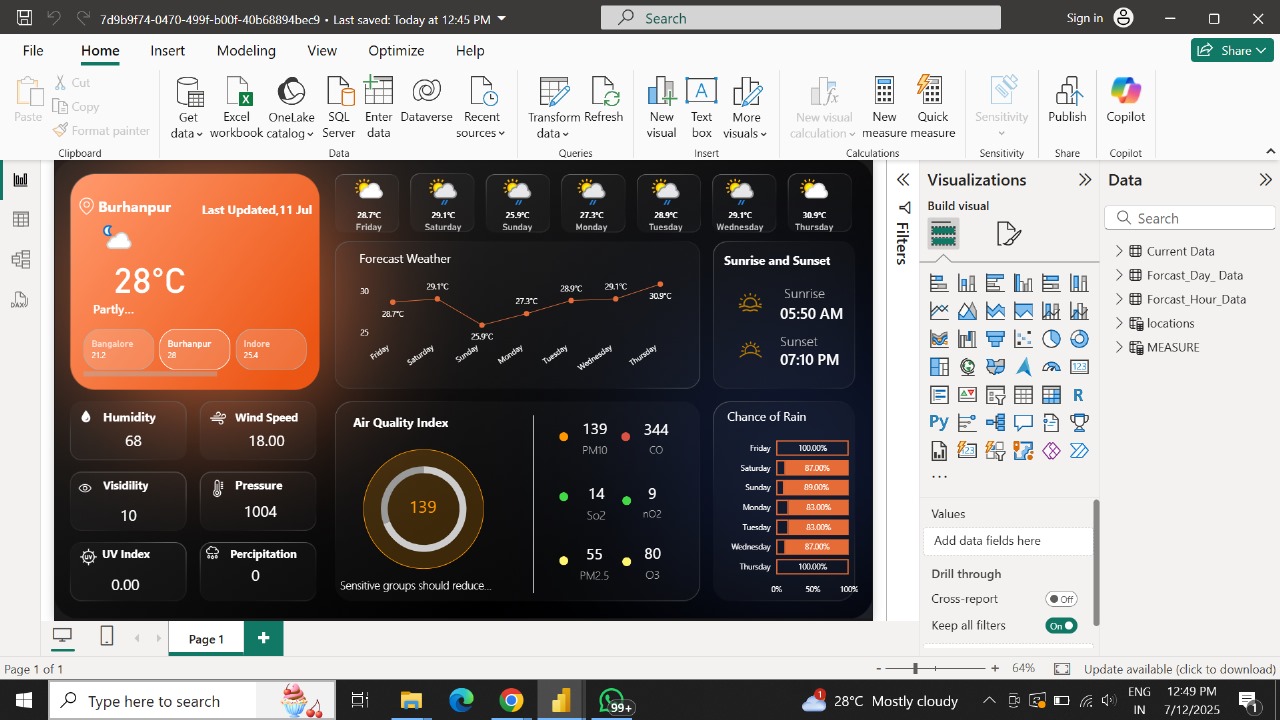 7d9b9f74-0470-499f-b00f-40b68894bec9 • Last saved: Today at 12:45 PM
Search
Sign in
File Home Insert Modeling View Optimize Help
Share
Paste
Cut
Copy
Format painter
Clipboard
Get data
Excel workbook
OneLake catalog
SQL Server
Enter data
Dataverse
Recent sources
Data
Transform data
Refresh
Queries
New visual
Text box
More visuals
Insert
New visual calculation
New measure
Quick measure
Calculations
Sensitivity
Sensitivity
Publish
Share
Copilot
Copilot
Burhanpur
Last Updated,11 Jul
28°C
Partly...
Bangalore
21.2
Burhanpur
28
Indore
25.4
28.7°C
Friday
29.1°C
Saturday
25.9°C
Sunday
27.3°C
Monday
28.9°C
Tuesday
29.1°C
Wednesday
30.9°C
Thursday
Forecast Weather
30
25
28.7°C
29.1°C
25.9°C
27.3°C
28.9°C
29.1°C
30.9°C
Friday
Saturday
Sunday
Monday
Tuesday
Wednesday
Thursday
Sunrise and Sunset
Sunrise
05:50 AM
Sunset
07:10 PM
Humidity
68
Wind Speed
18.00
Visidility
10
Pressure
1004
UV Index
0.00
Percipitation
0
Air Quality Index
139
Sensitive groups should reduce...
139
PM10
344
CO
14
So2
9
nO2
55
PM2.5
80
O3
Chance of Rain
Friday 100.00%
Saturday 87.00%
Sunday 89.00%
Monday 83.00%
Tuesday 83.00%
Wednesday 87.00%
Thursday 100.00%
0% 50% 100%
Filters
Visualizations
Build visual
Values
Add data fields here
Drill through
Cross-report Off
Keep all filters On
Data
Search
Current Data
Forcast_Day_ Data
Forcast_Hour_Data
locations
MEASURE
Page 1
Page 1 of 1
- + 64%
Update available (click to download)
Type here to search
99+
1
28°C Mostly cloudy
ENG
IN
12:49 PM
7/12/2025
1
R
Py
123
UV
DAX